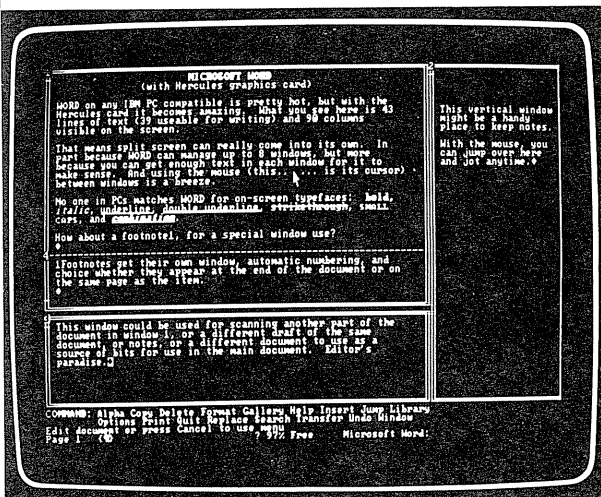 1
MICROSOFT WORD
(with Hercules graphics card)
WORD on any IBM PC compatible is pretty hot, but with the
Hercules card it becomes amazing. What you see here is 43
lines of text (39 useable for writing) and 90 columns
visible on the screen.
That means split screen can really come into its own. In
part because WORD can manage up to 8 windows, but more
because you can get enough text in each window for it to
make sense. And using the mouse (this... ... is its cursor)
between windows is a breeze.
No one in PCs matches WORD for on-screen typefaces: bold,
italic, underline, double underline, strikethrough, SMALL
CAPS, and combination.
How about a footnote1, for a special window use?
4
1Footnotes get their own window, automatic numbering, and
choice whether they appear at the end of the document or on
the same page as the item.
3
This window could be used for scanning another part of the
document in window 1, or a different draft of the same
document, or notes, or a different document to use as a
source of bits for use in the main document. Editor's
paradise.
2
This vertical window
might be a handy
place to keep notes.
With the mouse, you
can jump over here
and jot anytime.
COMMAND: Alpha Copy Delete Format Gallery Help Insert Jump Library
Options Print Quit Replace Search Transfer Undo Window
Edit document or press Cancel to use menu
Page 1 ? 97% Free Microsoft Word: